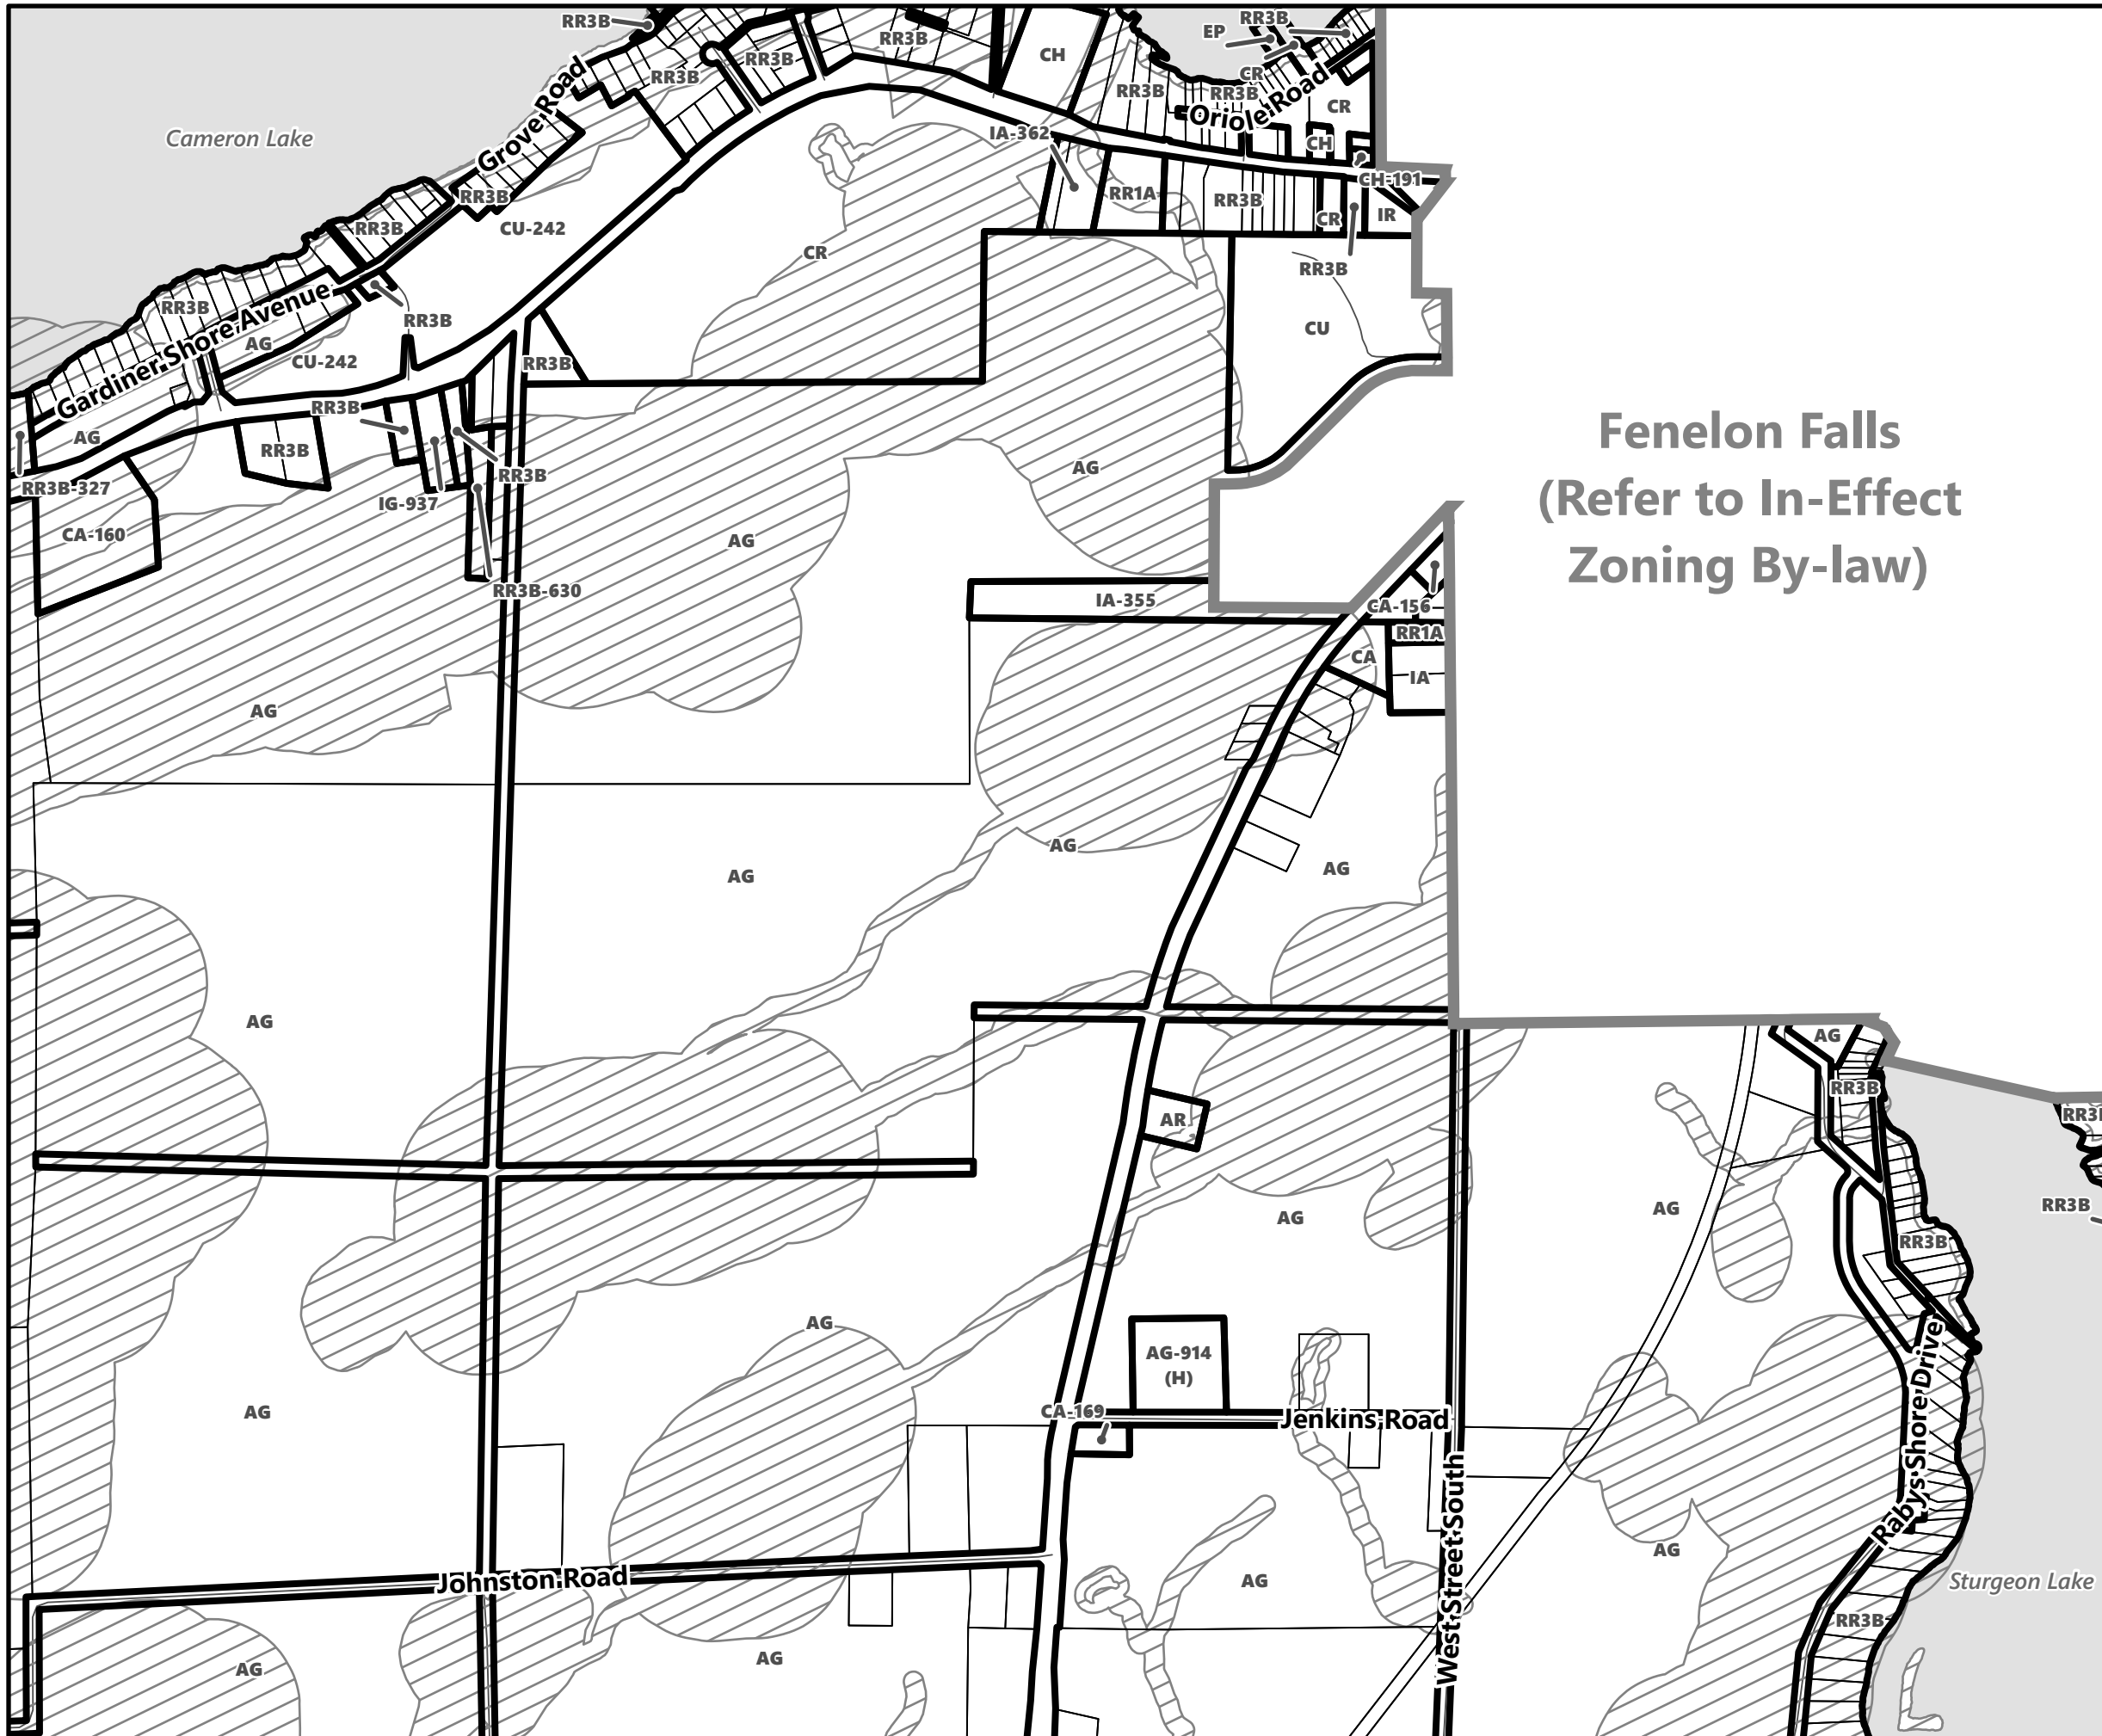 RR3B
RR3B
RR3B
EP
RR3B
CH
RR3B
CR
RR3B
RR3B
RR3B
Oriole Road
CR
Cameron Lake
Grove Road
IA-362
CH
CH-191
RR3B
RR1A
RR3B
CR
IR
RR3B
CU-242
CR
RR3B
RR3B
RR3B
CU
Gardiner Shore Avenue
AG
CU-242
RR3B
RR3B
AG
RR3B
Fenelon Falls
(Refer to In-Effect
Zoning By-law)
RR3B-327
IG-937
RR3B
AG
CA-160
AG
RR3B-630
IA-355
CA-156
RR1A
CA
IA
AG
AG
AG
AG
AG
AG
RR3B
RR3B
AR
RR3B
AG
AG
RR3B
AG
AG-914
(H)
Rabys Shore Drive
AG
CA-169
Jenkins Road
West Street South
AG
Johnston Road
AG
Sturgeon Lake
RR3B
AG
AG